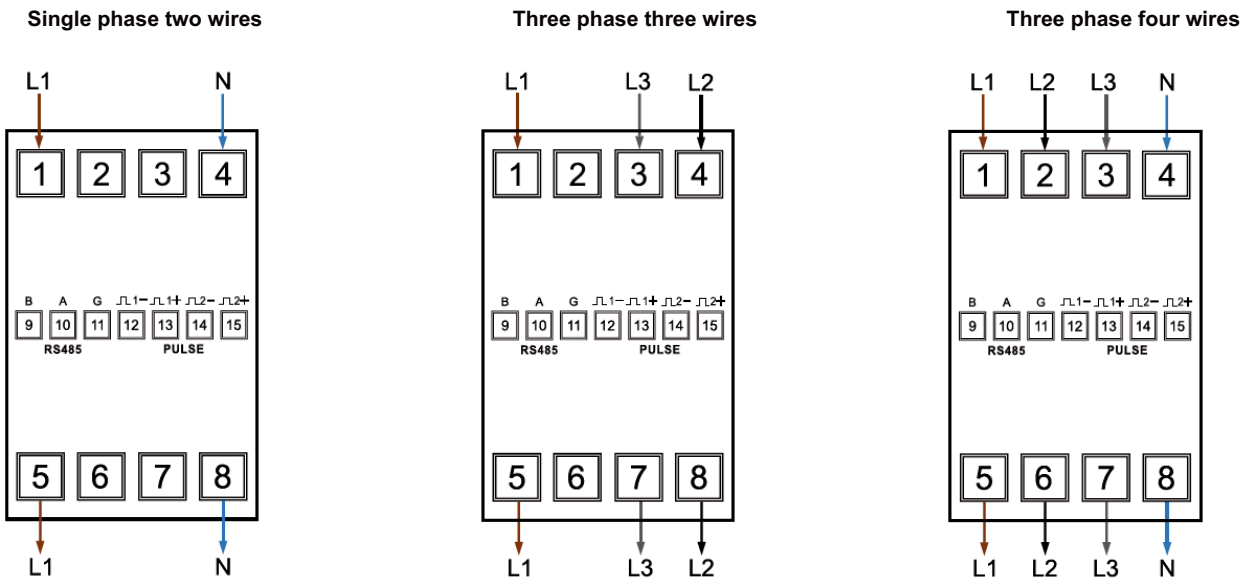 Single phase two wires
L1 N
1 2 3 4
B A G ⎍1- ⎍1+ ⎍2- ⎍2+
9 10 11 12 13 14 15
RS485 PULSE
5 6 7 8
L1 N
Three phase three wires
L1 L3 L2
1 2 3 4
B A G ⎍1- ⎍1+ ⎍2- ⎍2+
9 10 11 12 13 14 15
RS485 PULSE
5 6 7 8
L1 L3 L2
Three phase four wires
L1 L2 L3 N
1 2 3 4
B A G ⎍1- ⎍1+ ⎍2- ⎍2+
9 10 11 12 13 14 15
RS485 PULSE
5 6 7 8
L1 L2 L3 N